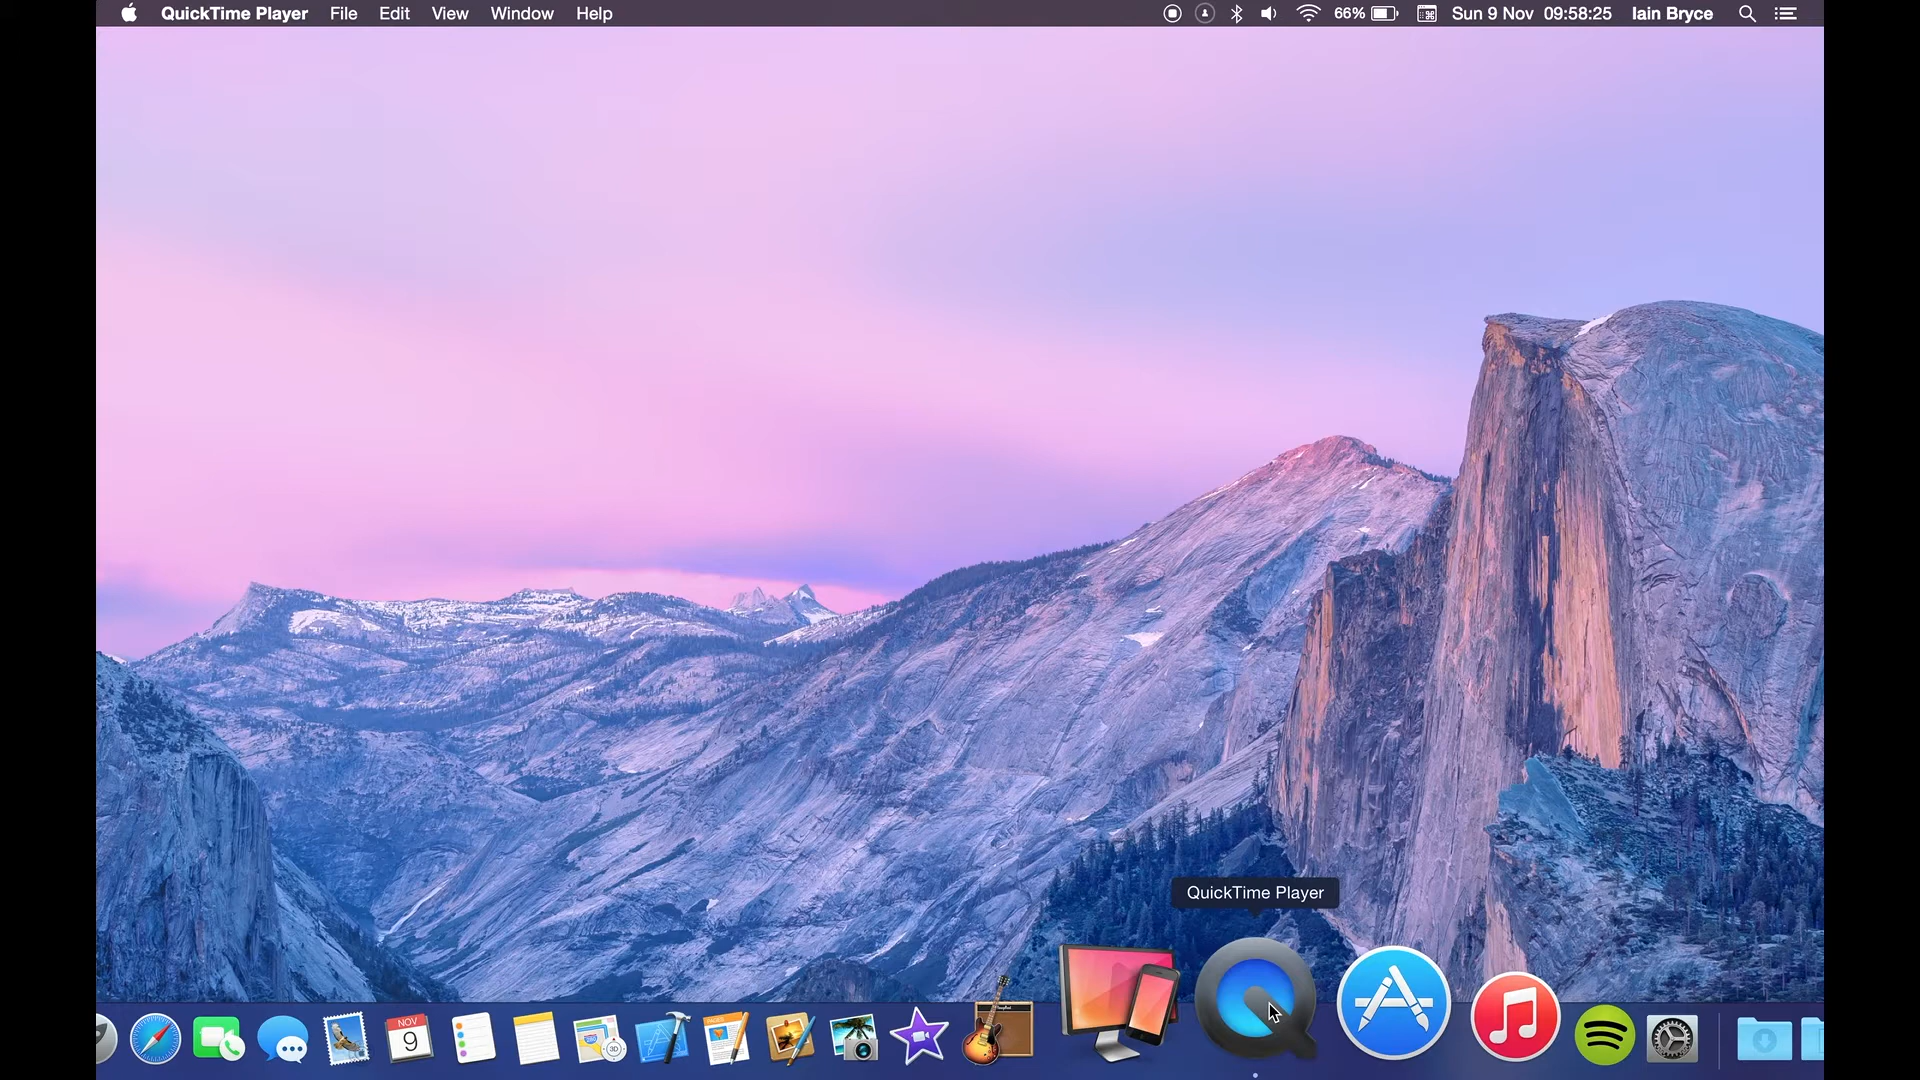 QuickTime Player File Edit View Window Help 66% Sun 9 Nov 09:58:25 Iain Bryce
QuickTime Player
NOV
9